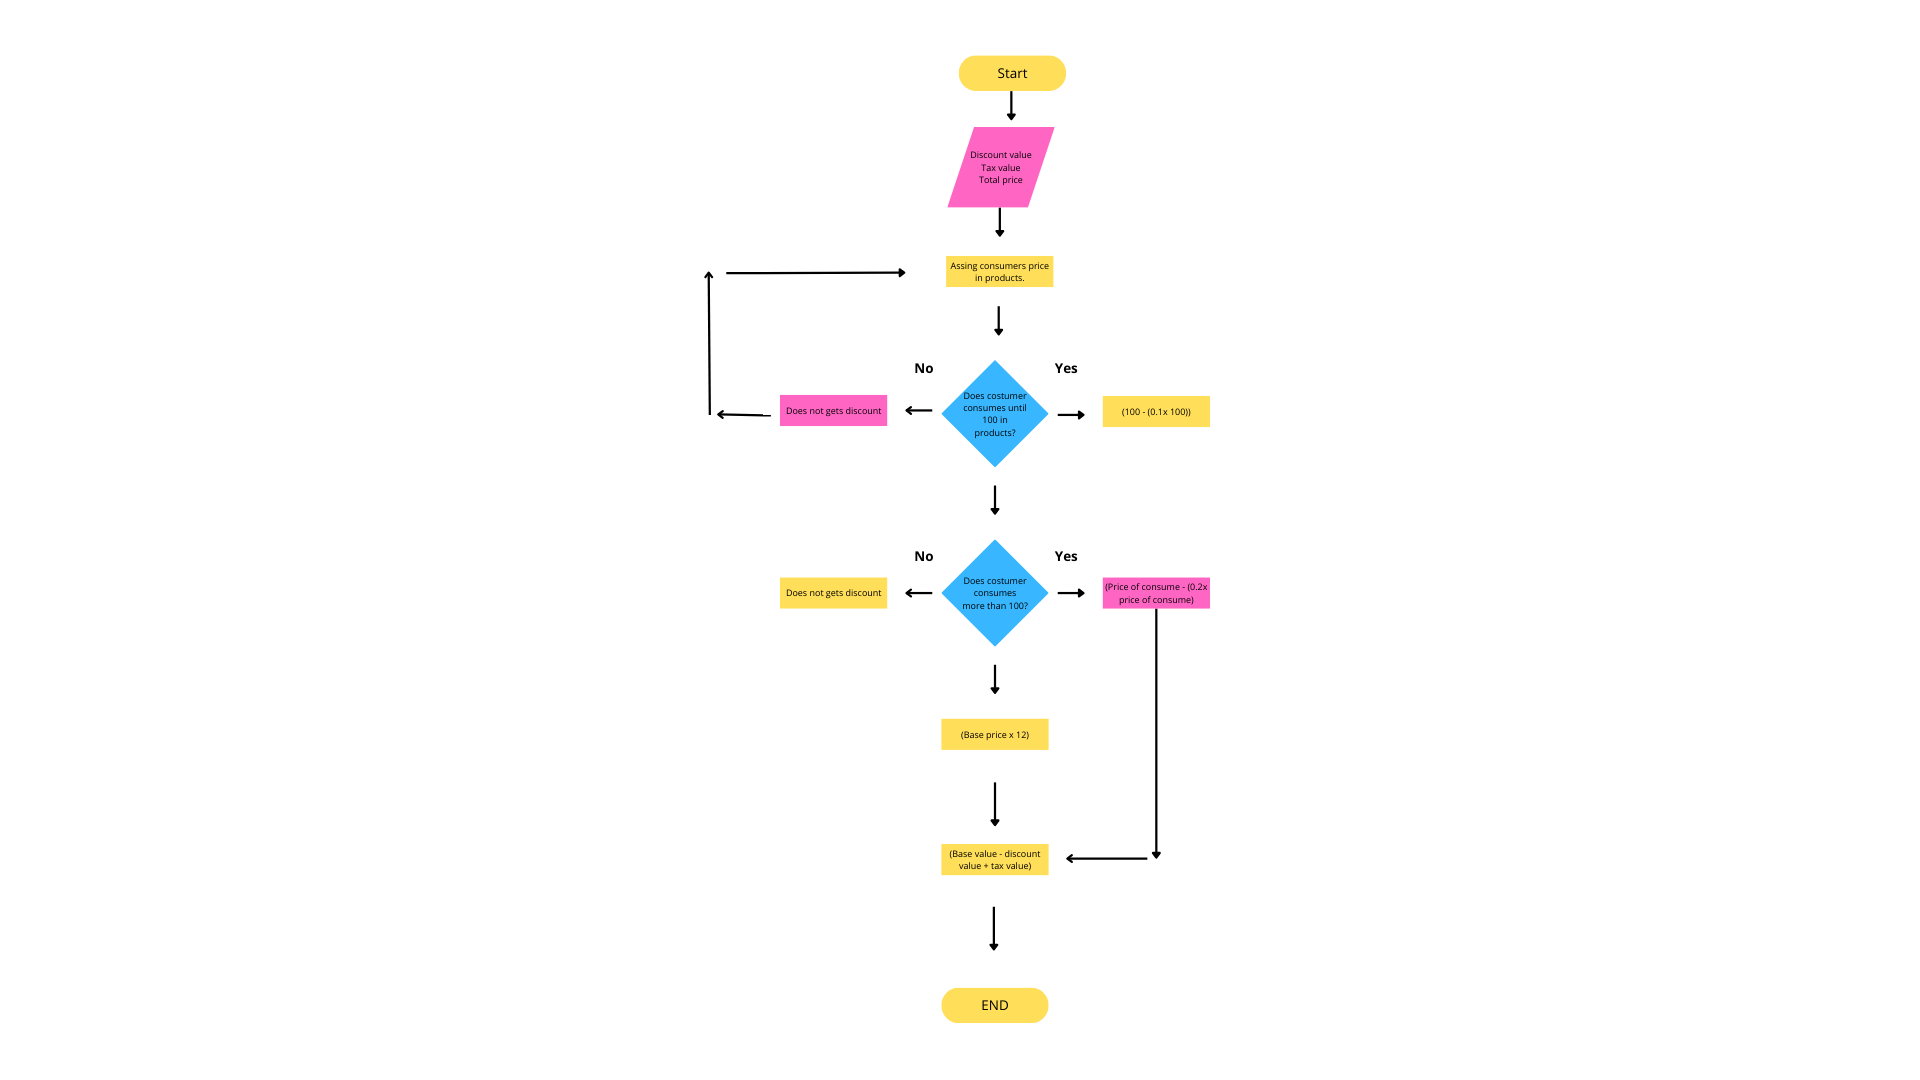 Start
Discount value
Tax value
Total price
Assing consumers price
in products.
No
Yes
Does costumer
consumes until
100 in
products?
Does not gets discount
(100 - (0.1x 100))
No
Yes
Does costumer
consumes
more than 100?
Does not gets discount
(Price of consume - (0.2x
price of consume)
(Base price x 12)
(Base value - discount
value + tax value)
END